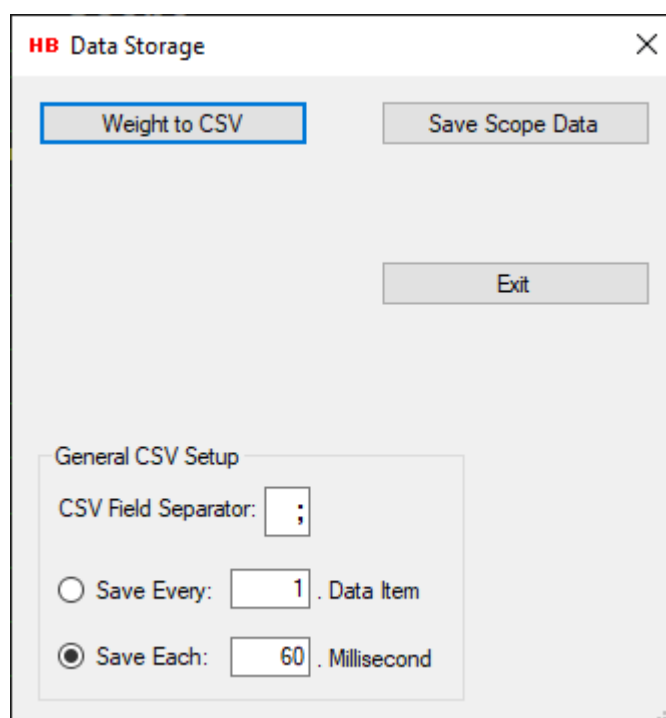 HB Data Storage
Weight to CSV
Save Scope Data
Exit
General CSV Setup
CSV Field Separator: ;
Save Every: 1 . Data Item
Save Each: 60 . Millisecond